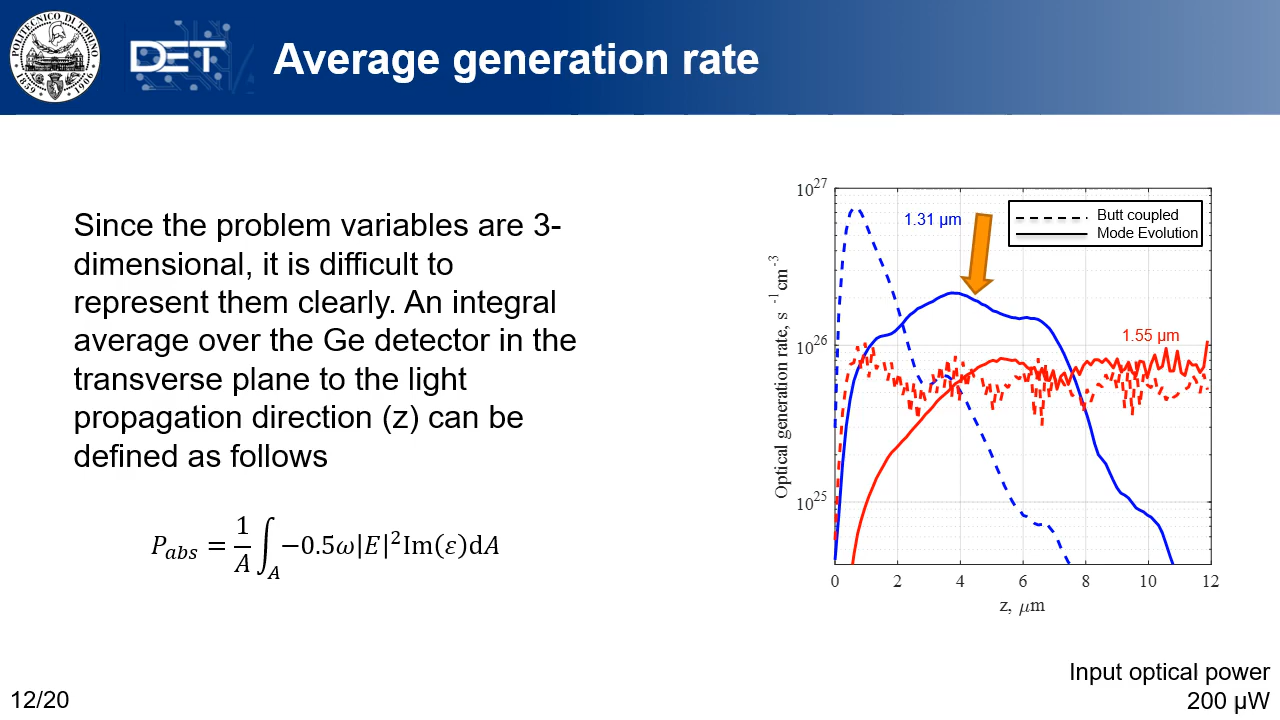 POLITECNICO DI TORINO
1859
1906
DET
Average generation rate
Since the problem variables are 3-
dimensional, it is difficult to
represent them clearly. An integral
average over the Ge detector in the
transverse plane to the light
propagation direction (z) can be
defined as follows
P_abs = 1/A ∫_A −0.5ω|E|²Im(ε)dA
Optical generation rate, s⁻¹ cm⁻³
10²⁷
10²⁶
10²⁵
1.31 µm
Butt coupled
Mode Evolution
1.55 µm
0 2 4 6 8 10 12
z, µm
Input optical power
200 µW
12/20